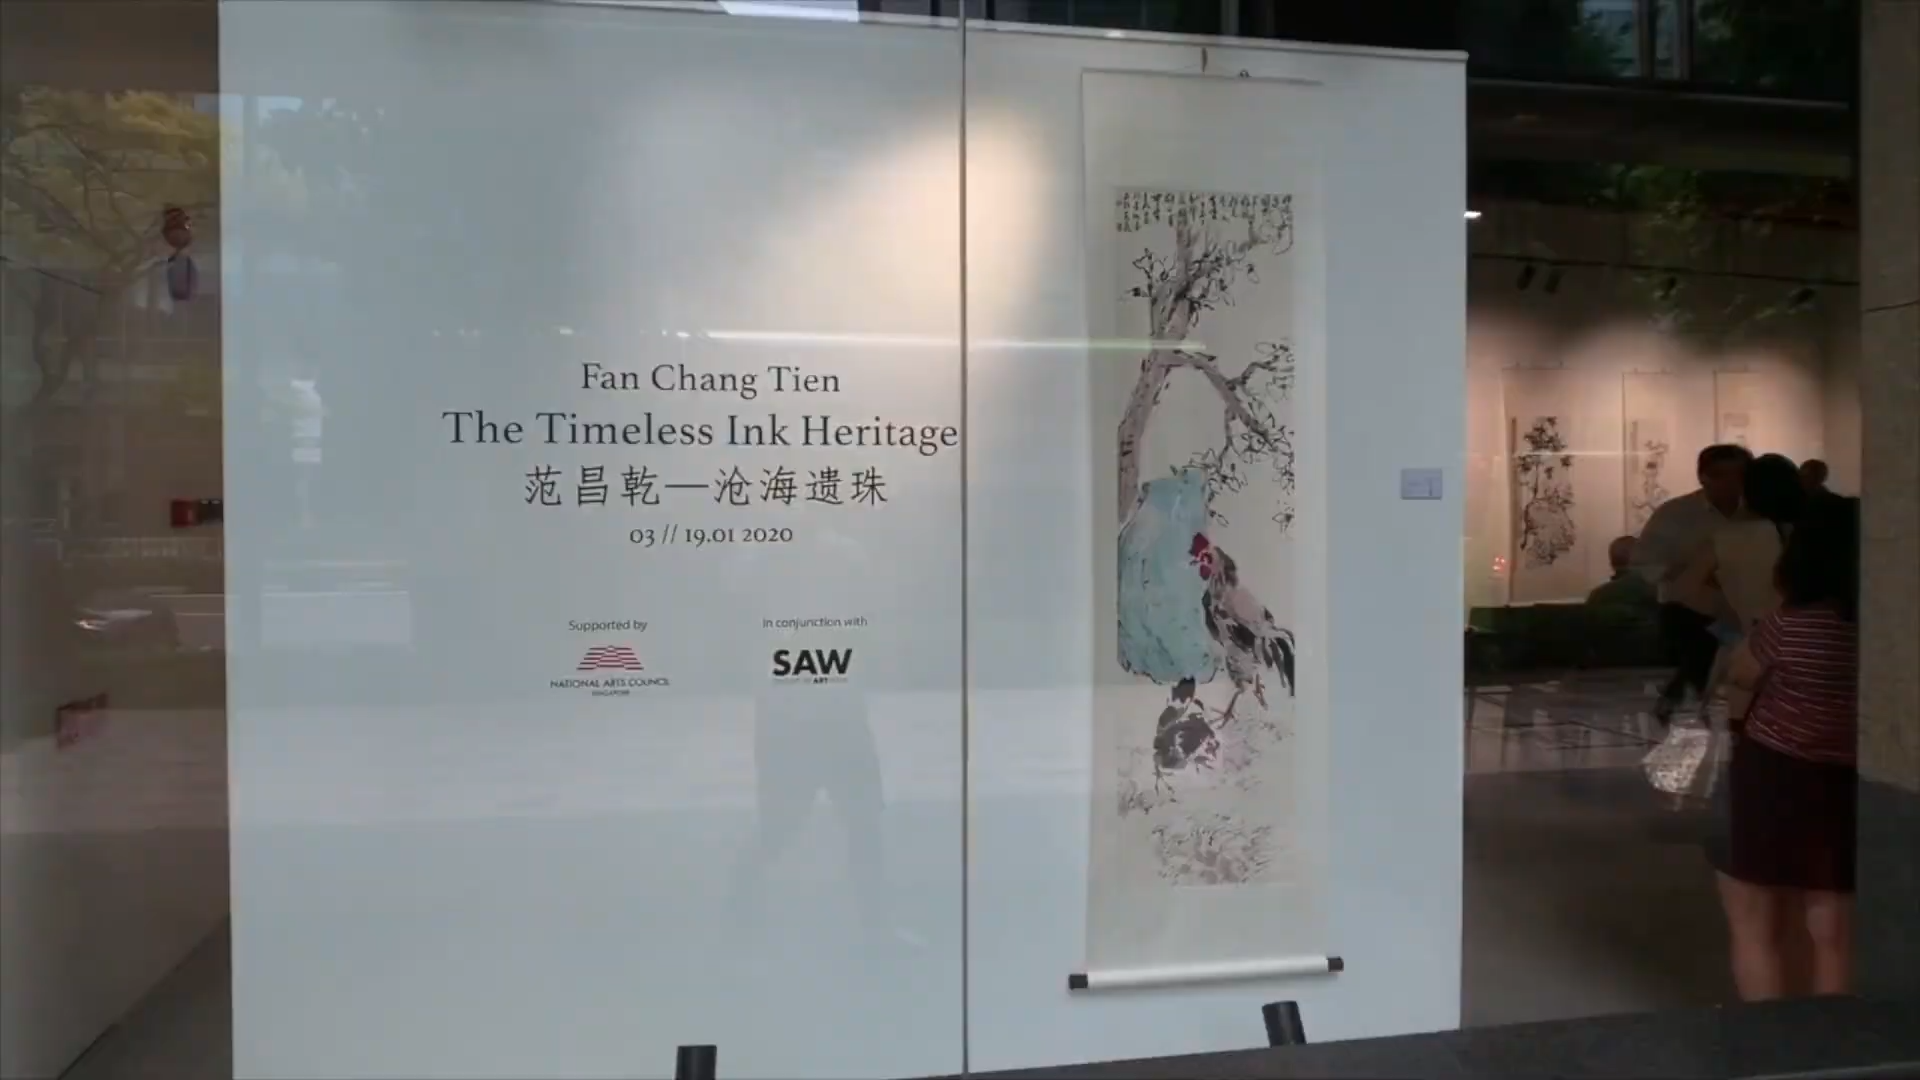 Fan Chang Tien
The Timeless Ink Heritage
范昌乾—沧海遗珠
03 // 19.01 2020
Supported by
In conjunction with
NATIONAL ARTS COUNCIL
SINGAPORE
SAW